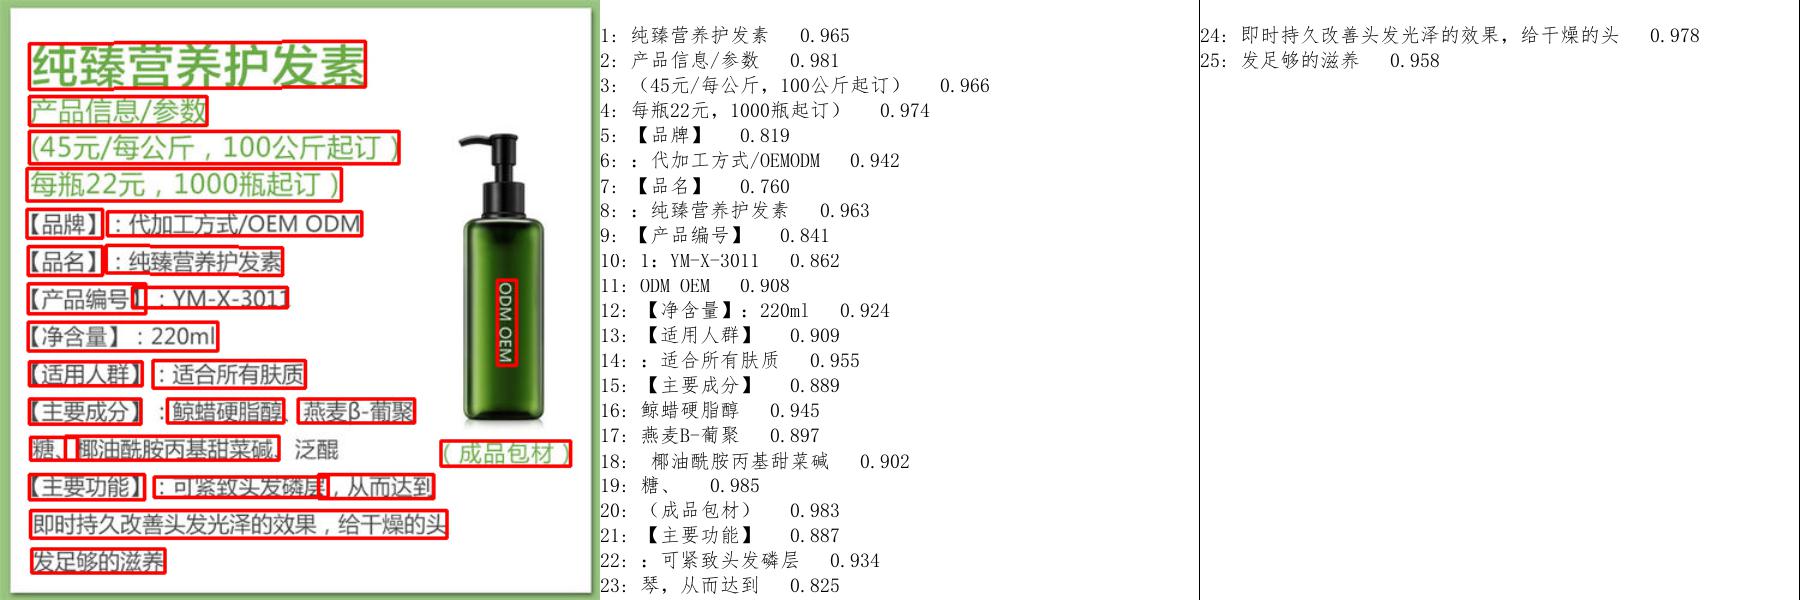 纯臻营养护发素
产品信息/参数
(45元/每公斤，100公斤起订）
每瓶22元，1000瓶起订）
【品牌】：代加工方式/OEM ODM
【品名】：纯臻营养护发素
【产品编号】：YM-X-3011
【净含量】：220ml
【适用人群】：适合所有肤质
【主要成分】：鲸蜡硬脂醇、燕麦β-葡聚
糖、椰油酰胺丙基甜菜碱、泛醌
【主要功能】：可紧致头发磷层，从而达到
即时持久改善头发光泽的效果，给干燥的头
发足够的滋养
ODM OEM
（成品包材）
1: 纯臻营养护发素 0.965
2: 产品信息/参数 0.981
3: （45元/每公斤，100公斤起订） 0.966
4: 每瓶22元，1000瓶起订） 0.974
5: 【品牌】 0.819
6: ：代加工方式/OEMODM 0.942
7: 【品名】 0.760
8: ：纯臻营养护发素 0.963
9: 【产品编号】 0.841
10: 1：YM-X-3011 0.862
11: ODM OEM 0.908
12: 【净含量】：220ml 0.924
13: 【适用人群】 0.909
14: ：适合所有肤质 0.955
15: 【主要成分】 0.889
16: 鲸蜡硬脂醇 0.945
17: 燕麦B-葡聚 0.897
18: 椰油酰胺丙基甜菜碱 0.902
19: 糖、 0.985
20: （成品包材） 0.983
21: 【主要功能】 0.887
22: ：可紧致头发磷层 0.934
23: 琴，从而达到 0.825
24: 即时持久改善头发光泽的效果，给干燥的头 0.978
25: 发足够的滋养 0.958